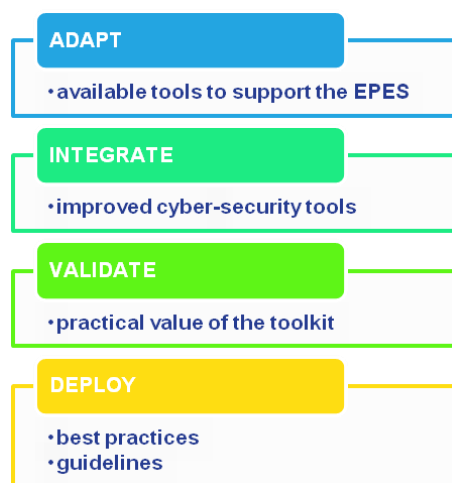 ADAPT
•available tools to support the EPES
INTEGRATE
•improved cyber-security tools
VALIDATE
•practical value of the toolkit
DEPLOY
•best practices
•guidelines